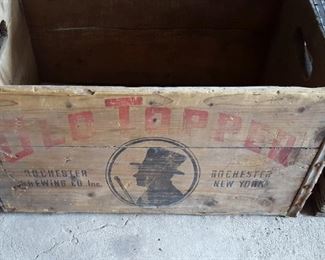 OLD TOPPER
ROCHESTER
BREWING CO. Inc.
ROCHESTER
NEW YORK